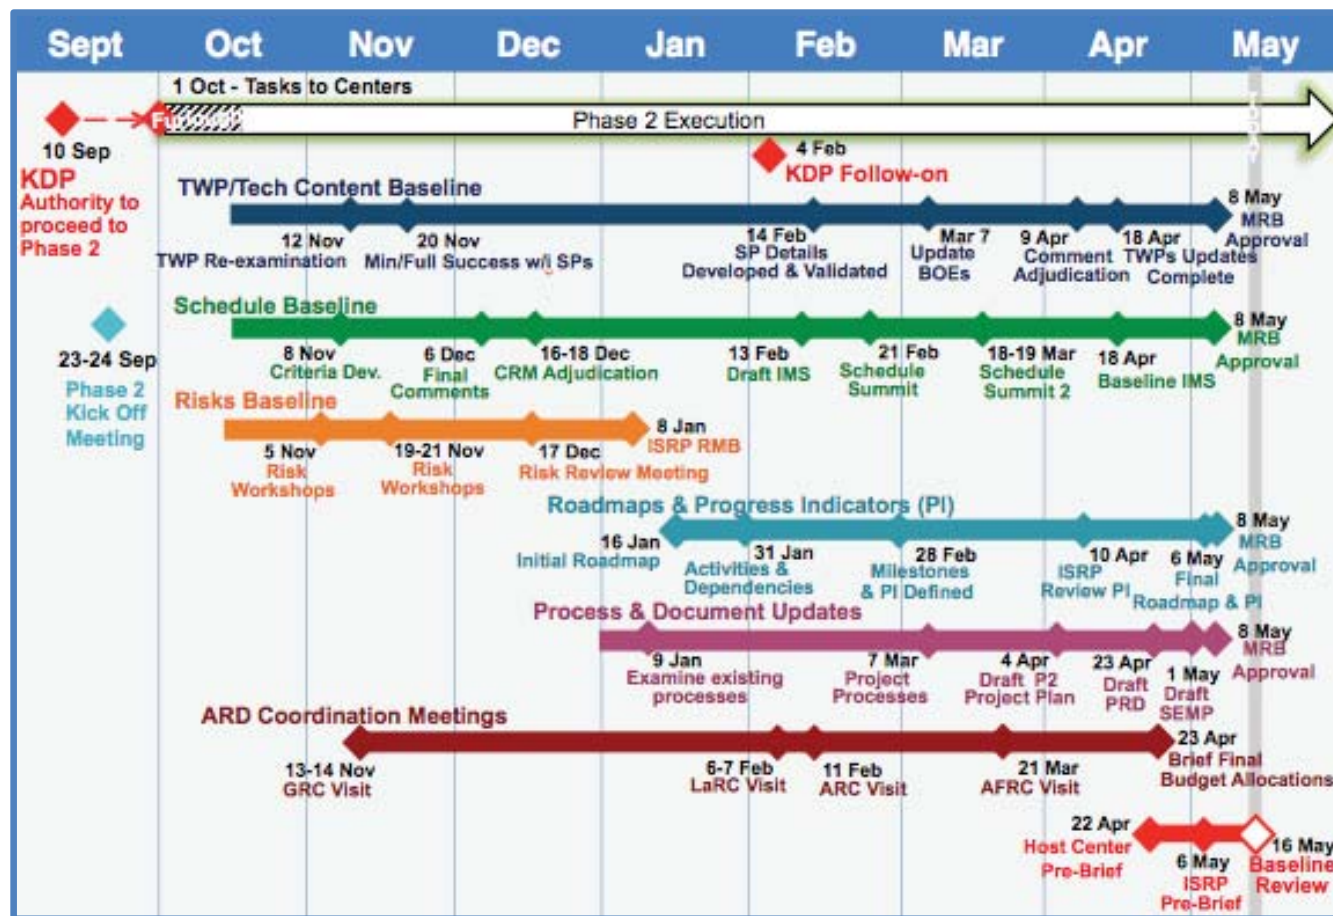 Sept Oct Nov Dec Jan Feb Mar Apr May
1 Oct - Tasks to Centers
Furlough
Phase 2 Execution
TODAY
10 Sep
KDP
Authority to
proceed to
Phase 2
4 Feb
KDP Follow-on
TWP/Tech Content Baseline
12 Nov
TWP Re-examination
20 Nov
Min/Full Success w/i SPs
14 Feb
SP Details
Developed & Validated
Mar 7
Update
BOEs
9 Apr
Comment
Adjudication
18 Apr
TWPs Updates
Complete
8 May
MRB
Approval
23-24 Sep
Phase 2
Kick Off
Meeting
Schedule Baseline
8 Nov
Criteria Dev.
6 Dec
Final
Comments
16-18 Dec
CRM Adjudication
13 Feb
Draft IMS
21 Feb
Schedule
Summit
18-19 Mar
Schedule
Summit 2
18 Apr
Baseline IMS
8 May
MRB
Approval
Risks Baseline
5 Nov
Risk
Workshops
19-21 Nov
Risk
Workshops
17 Dec
Risk Review Meeting
8 Jan
ISRP RMB
Roadmaps & Progress Indicators (PI)
16 Jan
Initial Roadmap
31 Jan
Activities &
Dependencies
28 Feb
Milestones
& PI Defined
10 Apr
ISRP
Review PI
6 May
Final
Roadmap & PI
8 May
MRB
Approval
Process & Document Updates
9 Jan
Examine existing
processes
7 Mar
Project
Processes
4 Apr
Draft P2
Project Plan
23 Apr
Draft
PRD
1 May
Draft
SEMP
8 May
MRB
Approval
ARD Coordination Meetings
13-14 Nov
GRC Visit
6-7 Feb
LaRC Visit
11 Feb
ARC Visit
21 Mar
AFRC Visit
23 Apr
Brief Final
Budget Allocations
22 Apr
Host Center
Pre-Brief
6 May
ISRP
Pre-Brief
16 May
Baseline
Review